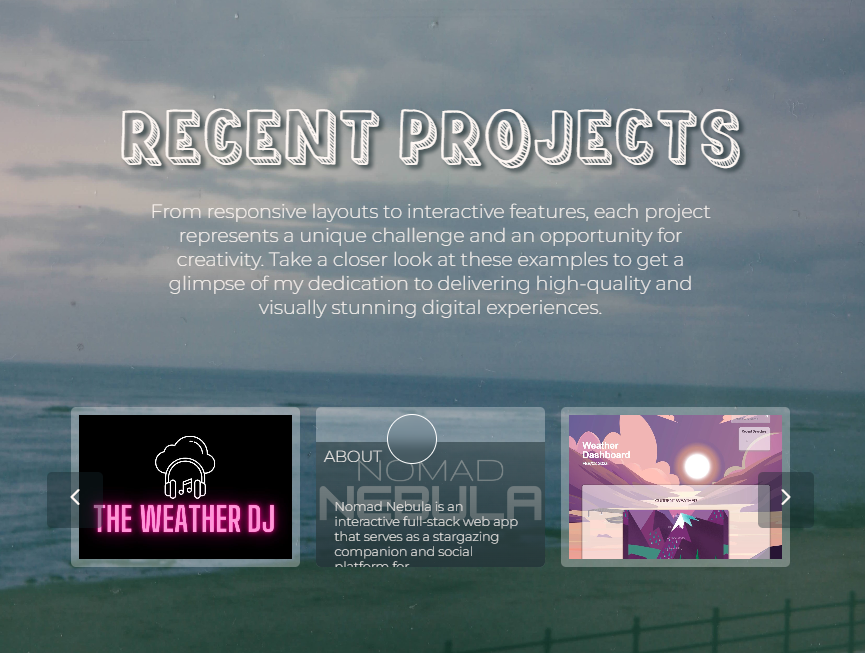 RECENT PROJECTS
From responsive layouts to interactive features, each project
represents a unique challenge and an opportunity for
creativity. Take a closer look at these examples to get a
glimpse of my dedication to delivering high-quality and
visually stunning digital experiences.
THE WEATHER DJ
ABOUT
NOMAD
NEBULA
Nomad Nebula is an
interactive full-stack web app
that serves as a stargazing
companion and social
platform for
Weather
Dashboard
CURRENT WEATHER